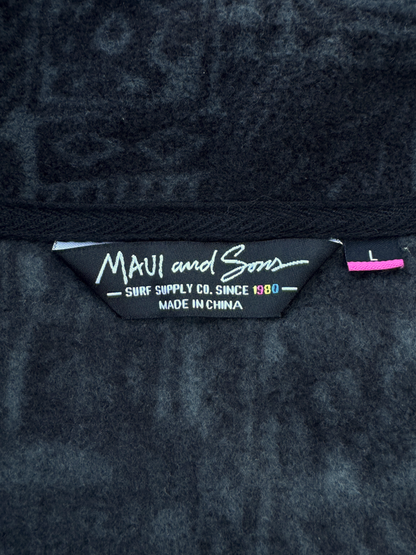 MAUI and Sons
SURF SUPPLY CO. SINCE 1980
MADE IN CHINA
L